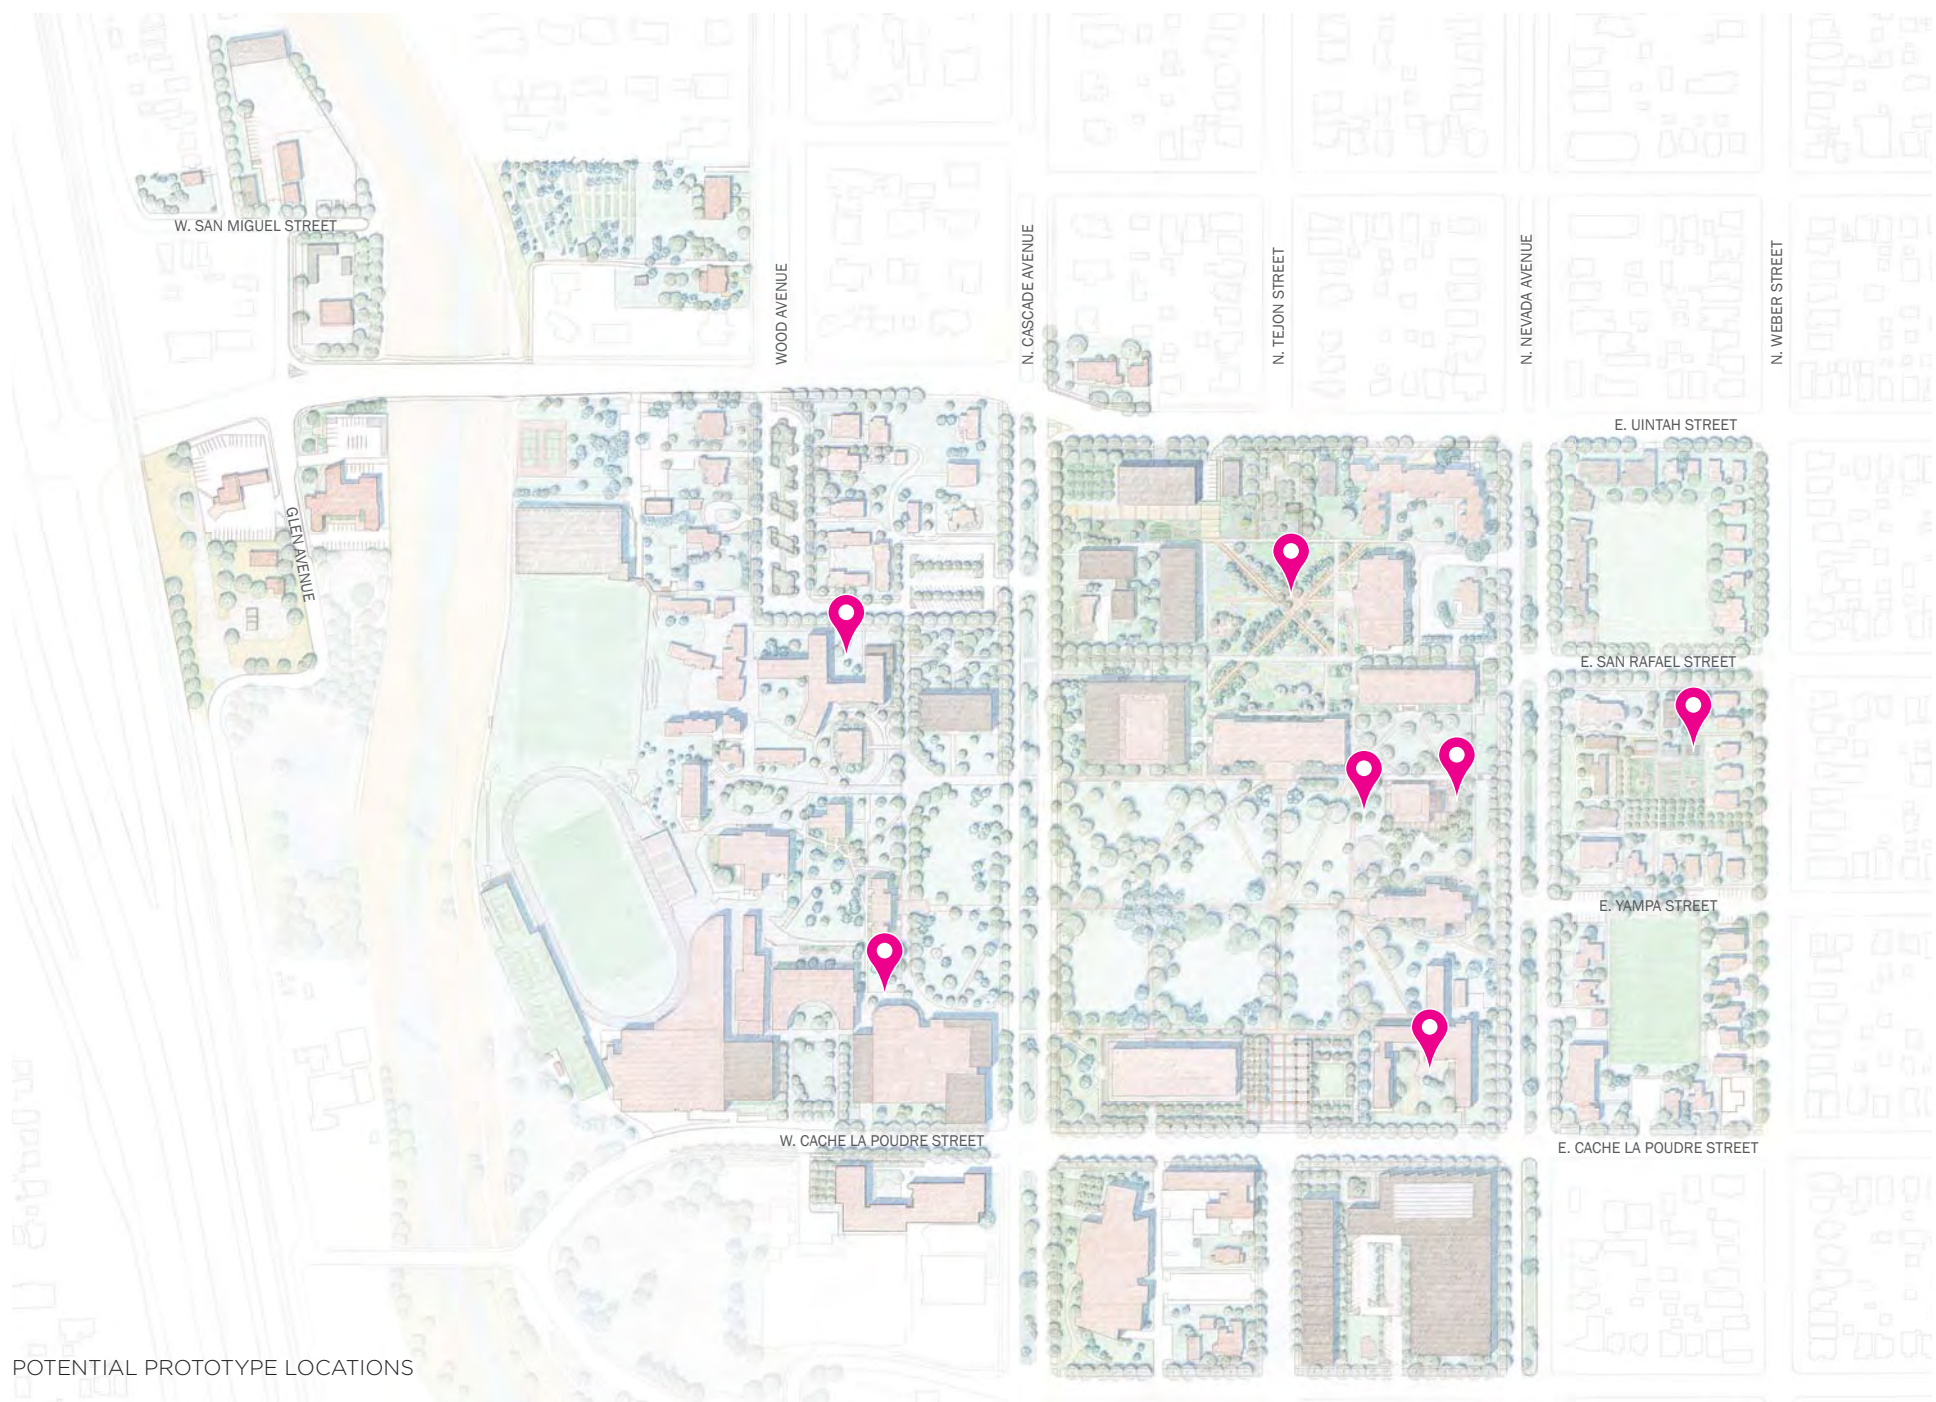 W. SAN MIGUEL STREET
WOOD AVENUE
N. CASCADE AVENUE
N. TEJON STREET
N. NEVADA AVENUE
N. WEBER STREET
E. UINTAH STREET
GLEN AVENUE
E. SAN RAFAEL STREET
E. YAMPA STREET
W. CACHE LA POUDRE STREET
E. CACHE LA POUDRE STREET
POTENTIAL PROTOTYPE LOCATIONS